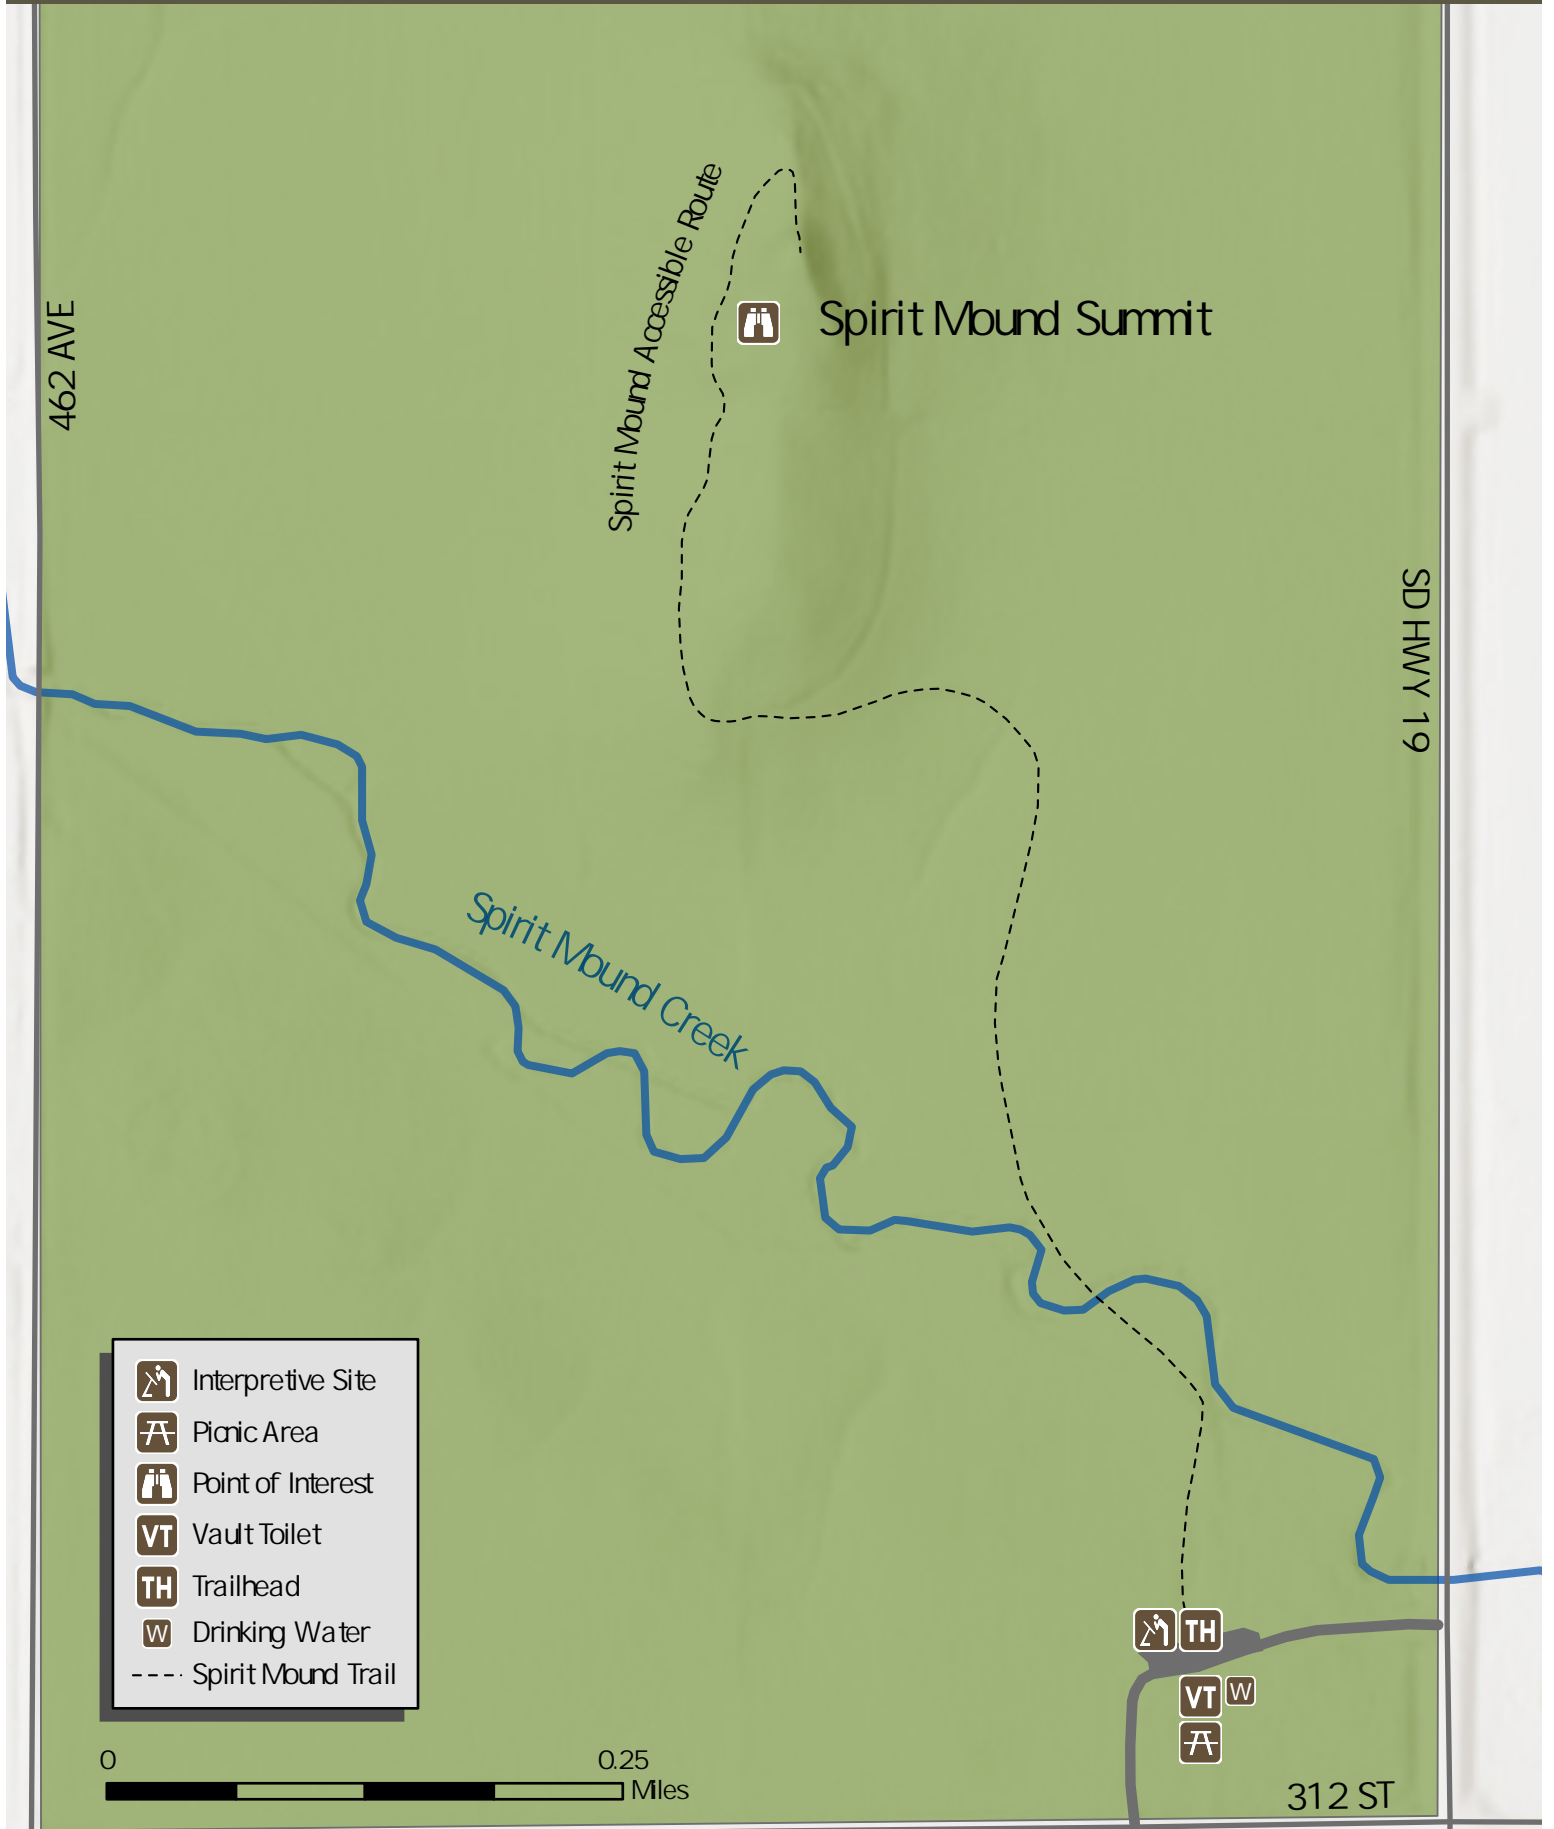 Spirit Mound Accessible Route
Spirit Mound Summit
462 AVE
SD HWY 19
Spirit Mound Creek
Interpretive Site
Picnic Area
Point of Interest
VT Vault Toilet
TH Trailhead
W Drinking Water
Spirit Mound Trail
TH
VT W
0 0.25
Miles
312 ST